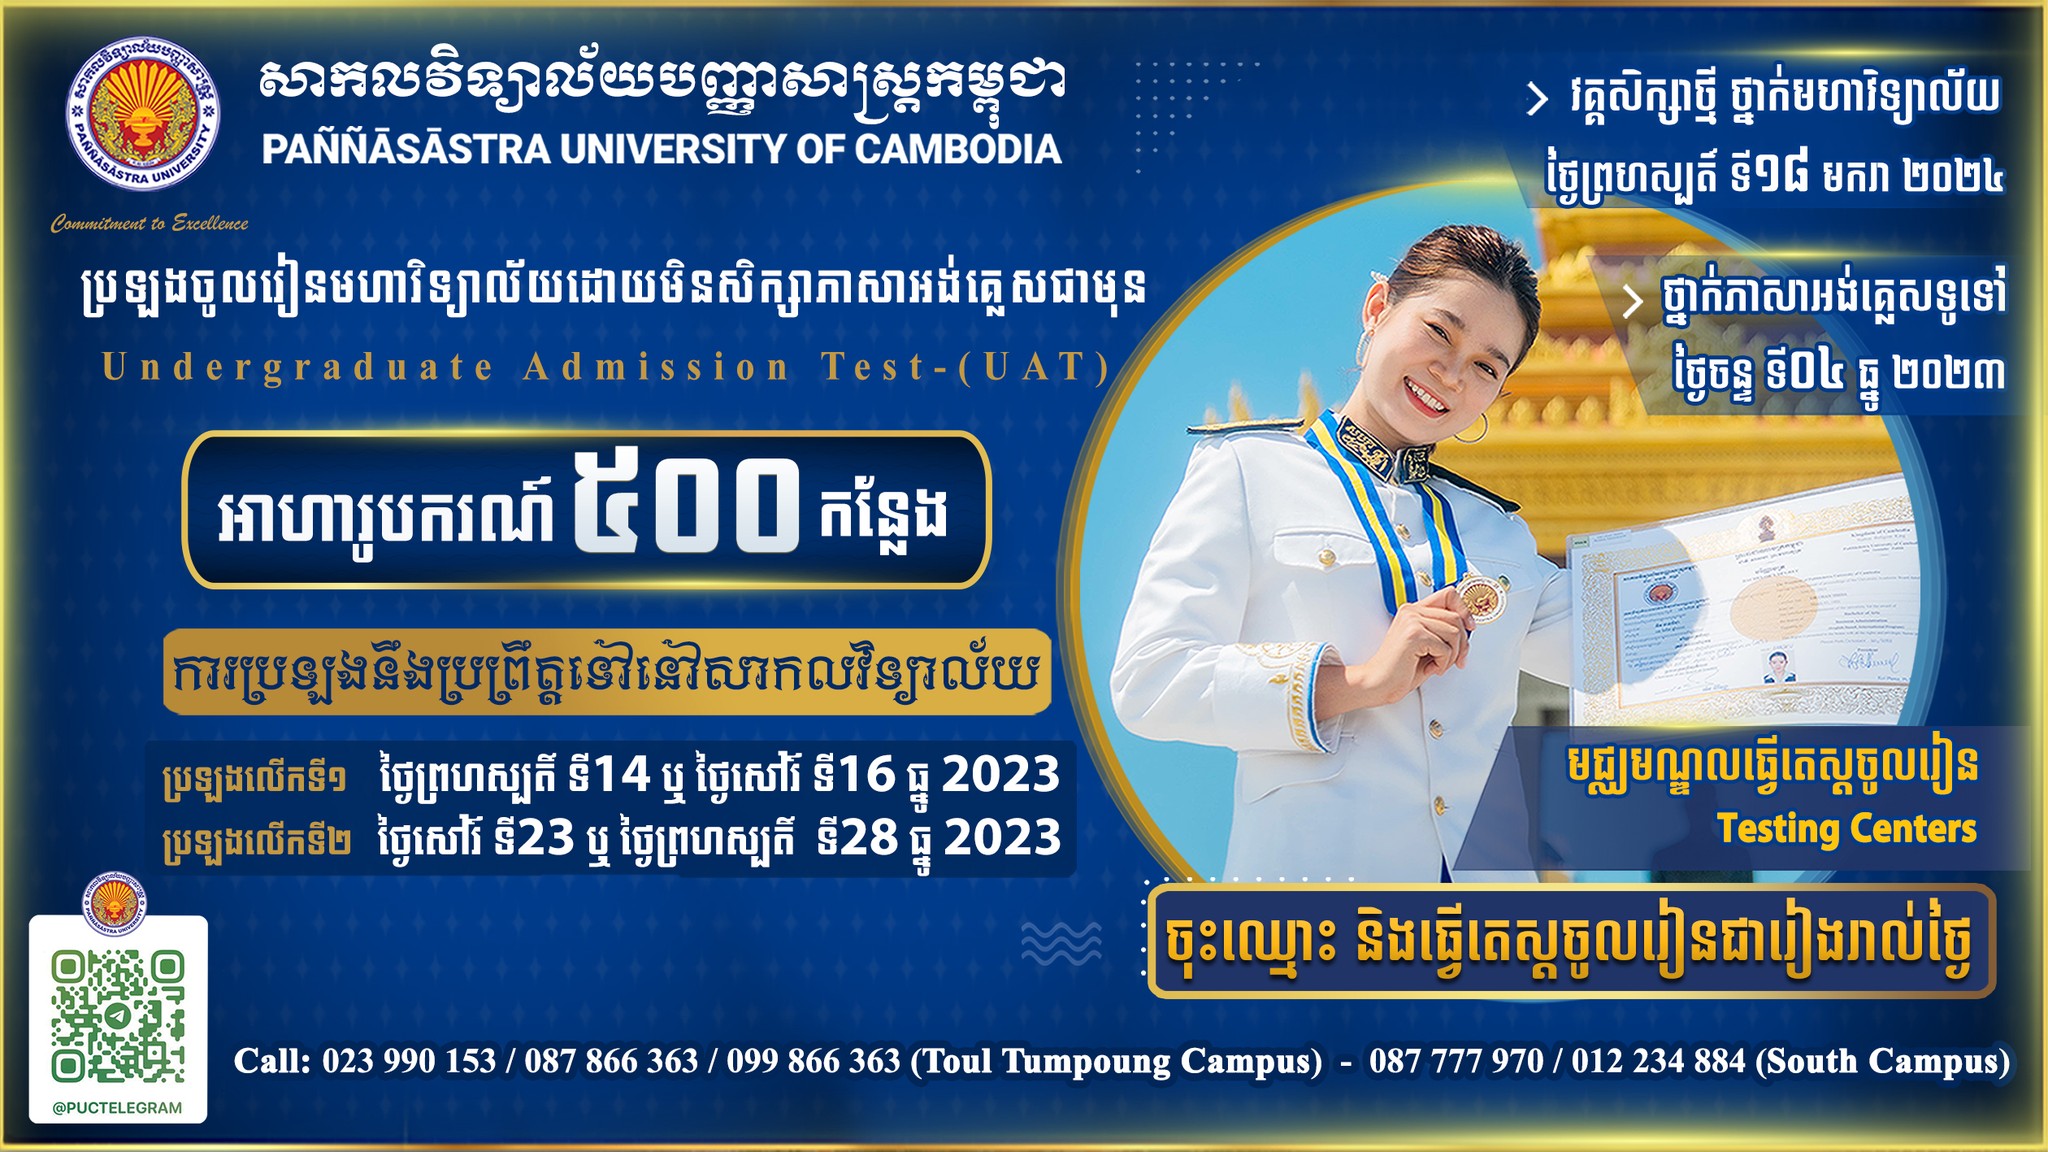 សាកលវិទ្យាល័យបញ្ញាសាស្ត្រកម្ពុជា
PAÑÑĀSĀSTRA UNIVERSITY OF CAMBODIA
Commitment to Excellence
ប្រឡងចូលរៀនមហាវិទ្យាល័យដោយមិនសិក្សាភាសាអង់គ្លេសជាមុន
Undergraduate Admission Test-(UAT)
អាហារូបករណ៍ ៥០០ កន្លែង
ការប្រឡងនឹងប្រព្រឹត្តទៅនៅសាកលវិទ្យាល័យ
ប្រឡងលើកទី១ ថ្ងៃព្រហស្បតិ៍ ទី14 ឬ ថ្ងៃសៅរ៍ ទី16 ធ្នូ 2023
ប្រឡងលើកទី២ ថ្ងៃសៅរ៍ ទី23 ឬ ថ្ងៃព្រហស្បតិ៍ ទី28 ធ្នូ 2023
វគ្គសិក្សាថ្មី ថ្នាក់មហាវិទ្យាល័យ
ថ្ងៃព្រហស្បតិ៍ ទី១៨ មករា ២០២៤
ថ្នាក់ភាសាអង់គ្លេសទូទៅ
ថ្ងៃចន្ទ ទី០៤ ធ្នូ ២០២៣
មជ្ឈមណ្ឌលធ្វើតេស្តចូលរៀន
Testing Centers
ចុះឈ្មោះ និងធ្វើតេស្តចូលរៀនជារៀងរាល់ថ្ងៃ
@PUCTELEGRAM
Call: 023 990 153 / 087 866 363 / 099 866 363 (Toul Tumpoung Campus) - 087 777 970 / 012 234 884 (South Campus)